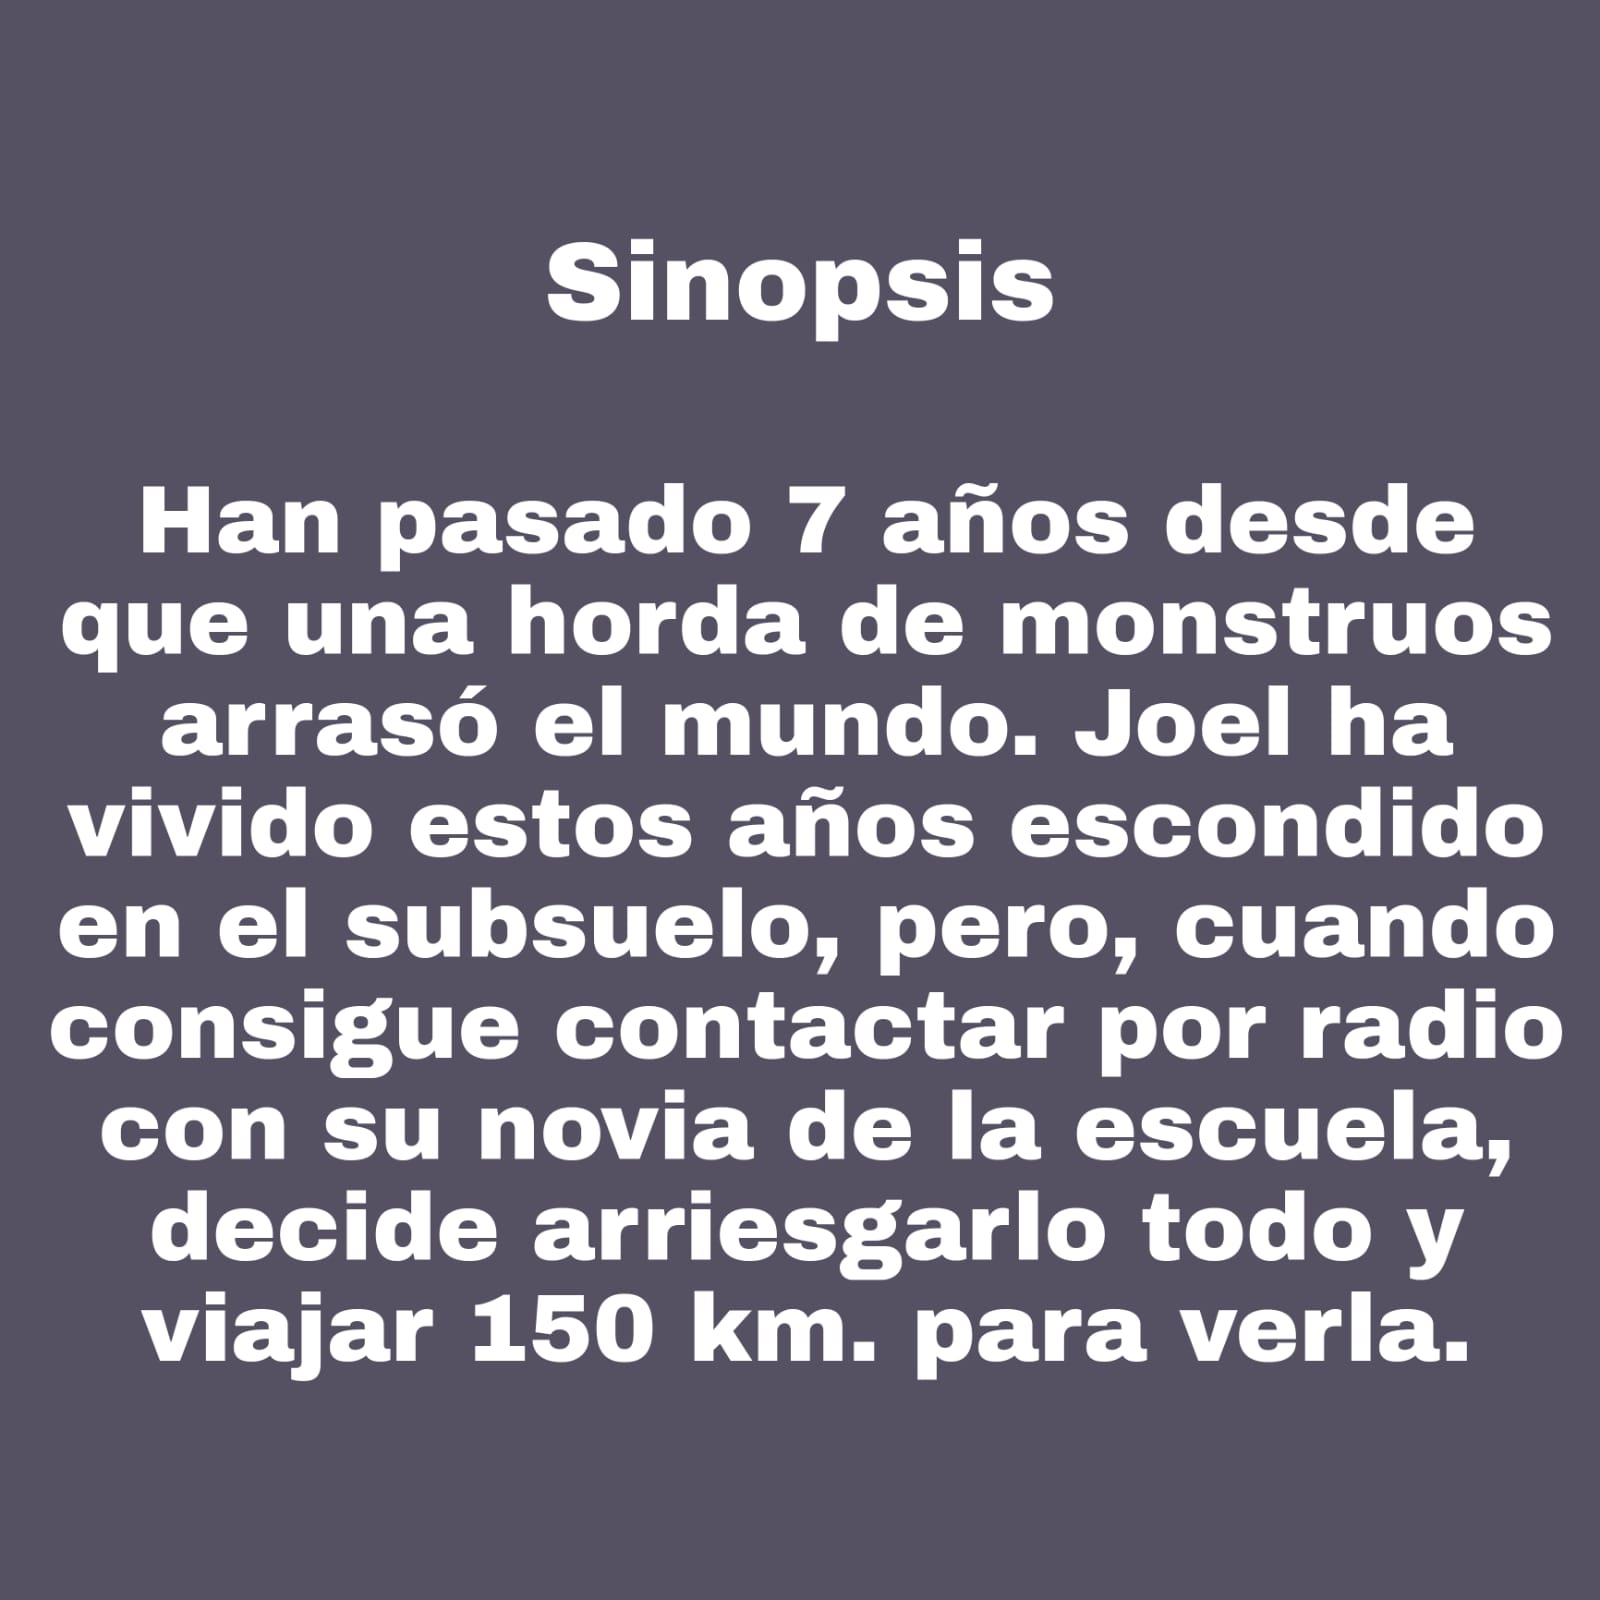 Sinopsis
Han pasado 7 años desde
que una horda de monstruos
arrasó el mundo. Joel ha
vivido estos años escondido
en el subsuelo, pero, cuando
consigue contactar por radio
con su novia de la escuela,
decide arriesgarlo todo y
viajar 150 km. para verla.